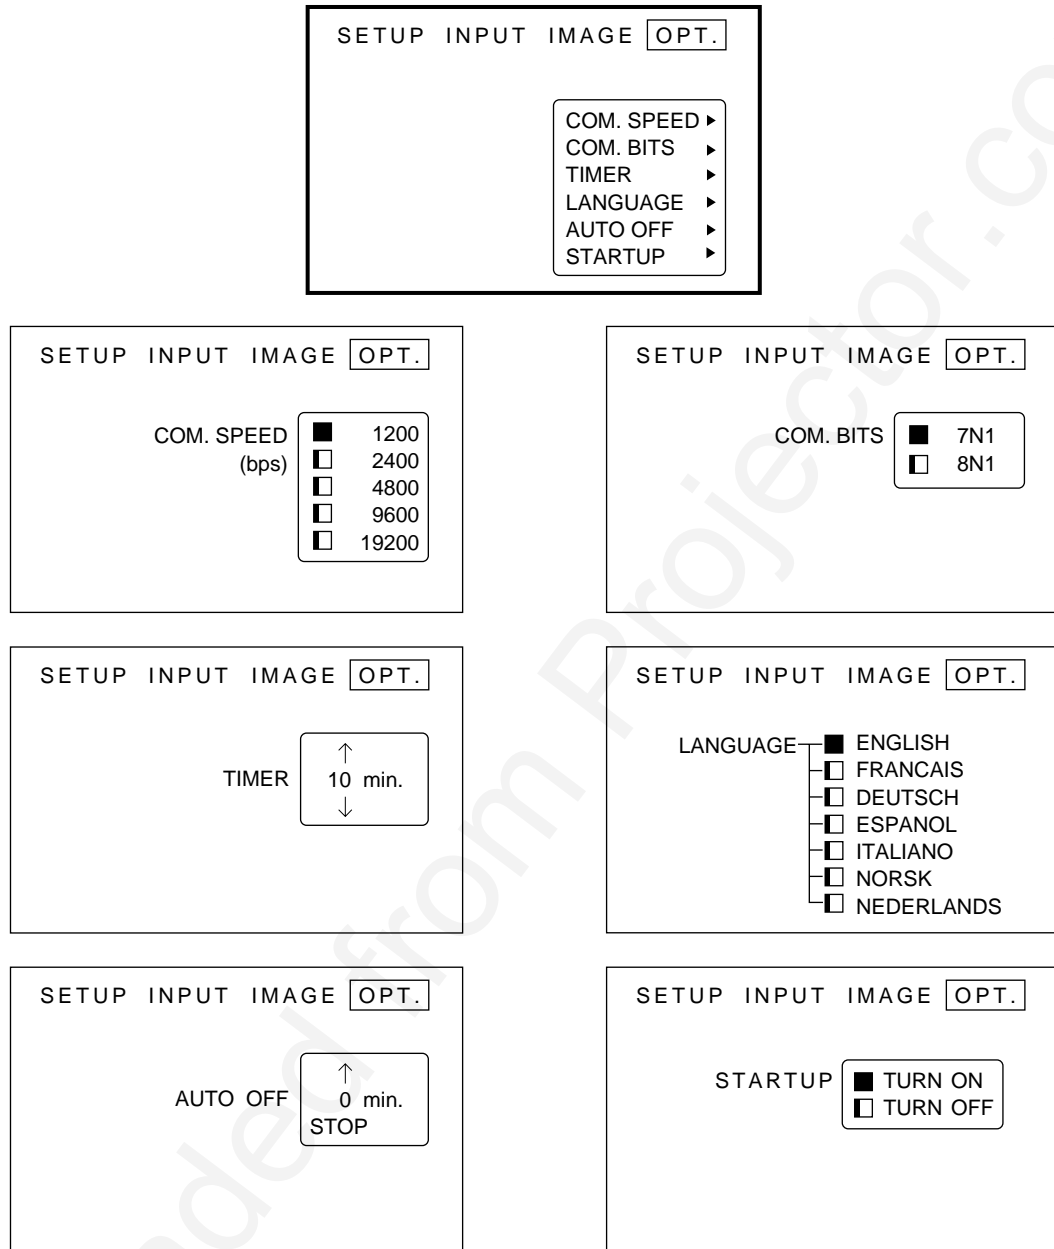 SETUP INPUT IMAGE OPT.
COM. SPEED
COM. BITS
TIMER
LANGUAGE
AUTO OFF
STARTUP
SETUP INPUT IMAGE OPT.
COM. SPEED
(bps)
1200
2400
4800
9600
19200
SETUP INPUT IMAGE OPT.
COM. BITS
7N1
8N1
SETUP INPUT IMAGE OPT.
TIMER
↑
10 min.
↓
SETUP INPUT IMAGE OPT.
LANGUAGE
ENGLISH
FRANCAIS
DEUTSCH
ESPANOL
ITALIANO
NORSK
NEDERLANDS
SETUP INPUT IMAGE OPT.
AUTO OFF
↑
0 min.
STOP
SETUP INPUT IMAGE OPT.
STARTUP
TURN ON
TURN OFF
from Projector.co